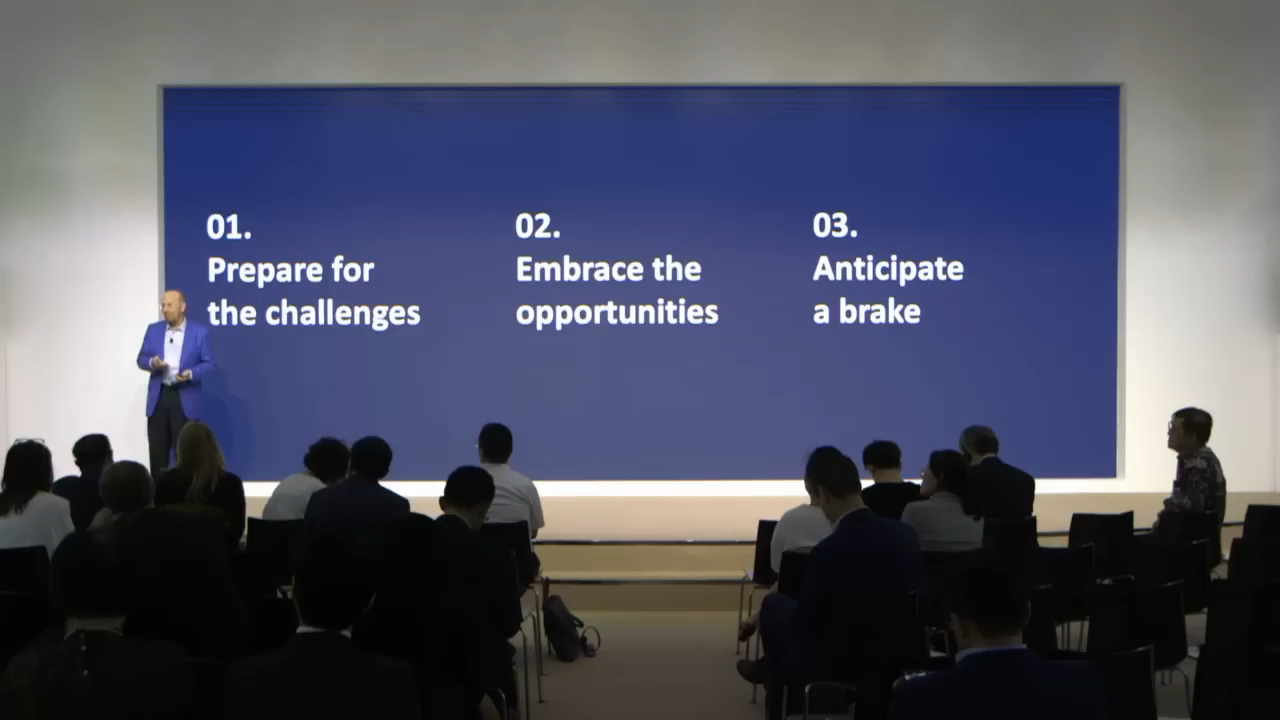 01.
Prepare for
the challenges
02.
Embrace the
opportunities
03.
Anticipate
a brake